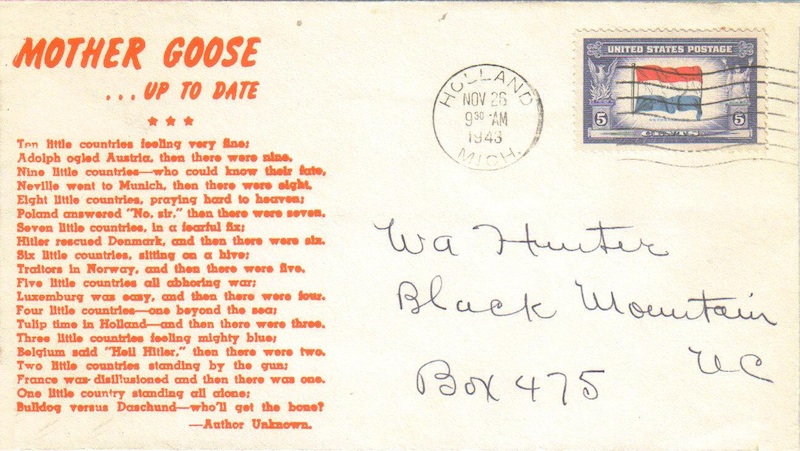 MOTHER GOOSE
... UP TO DATE
★ ★ ★
Ten little countries feeling very fine;
Adolph ogled Austria, then there were nine.
Nine little countries—who could know their fate,
Neville went to Munich, then there were eight.
Eight little countries, praying hard to heaven;
Poland answered "No, sir," then there were seven.
Seven little countries, in a fearful fix;
Hitler rescued Denmark, and then there were six.
Six little countries, sitting on a hive;
Traitors in Norway, and then there were five.
Five little countries all abhoring war;
Luxemburg was easy, and then there were four.
Four little countries—one beyond the sea;
Tulip time in Holland—and then there were three.
Three little countries feeling mighty blue;
Belgium said "Heil Hitler," then there were two.
Two little countries standing by the gun;
France was disillusioned and then there was one.
One little country standing all alone;
Bulldog versus Daschund—who'll get the bone?
—Author Unknown.
HOLLAND
NOV 26
9 30 AM
1943
MICH.
UNITED STATES POSTAGE
5 CENTS 5
Wa Hunter
Black Mountain
NC
Box 475